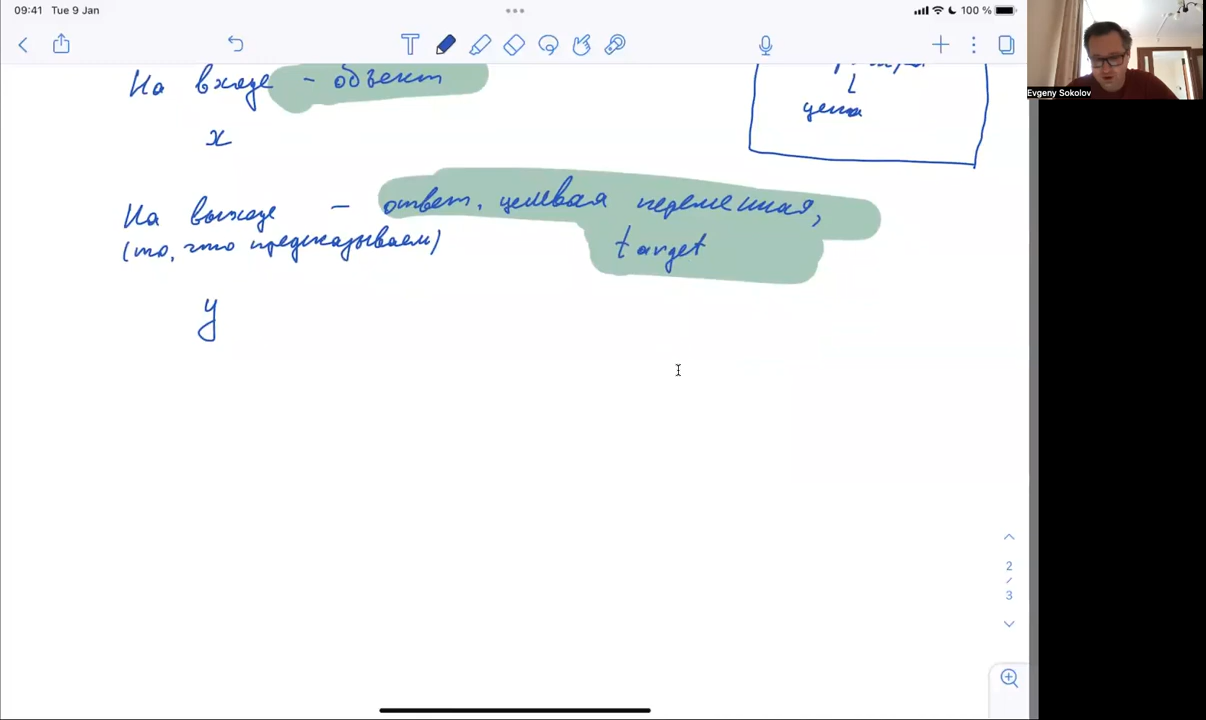 09:41 Tue 9 Jan
100 %
Evgeny Sokolov
На входе - объект
цена
x
На выходе - ответ, целевая переменная,
(то, что предсказываем)
target
y
2
/
3